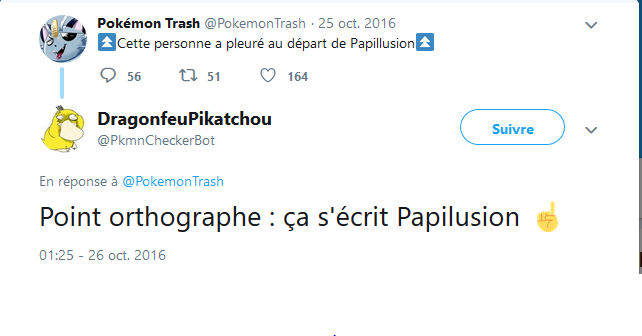 Pokémon Trash @PokemonTrash · 25 oct. 2016
⏫Cette personne a pleuré au départ de Papillusion⏫
56 51 164
DragonfeuPikatchou
@PkmnCheckerBot
Suivre
En réponse à @PokemonTrash
Point orthographe : ça s'écrit Papilusion ☝
01:25 - 26 oct. 2016